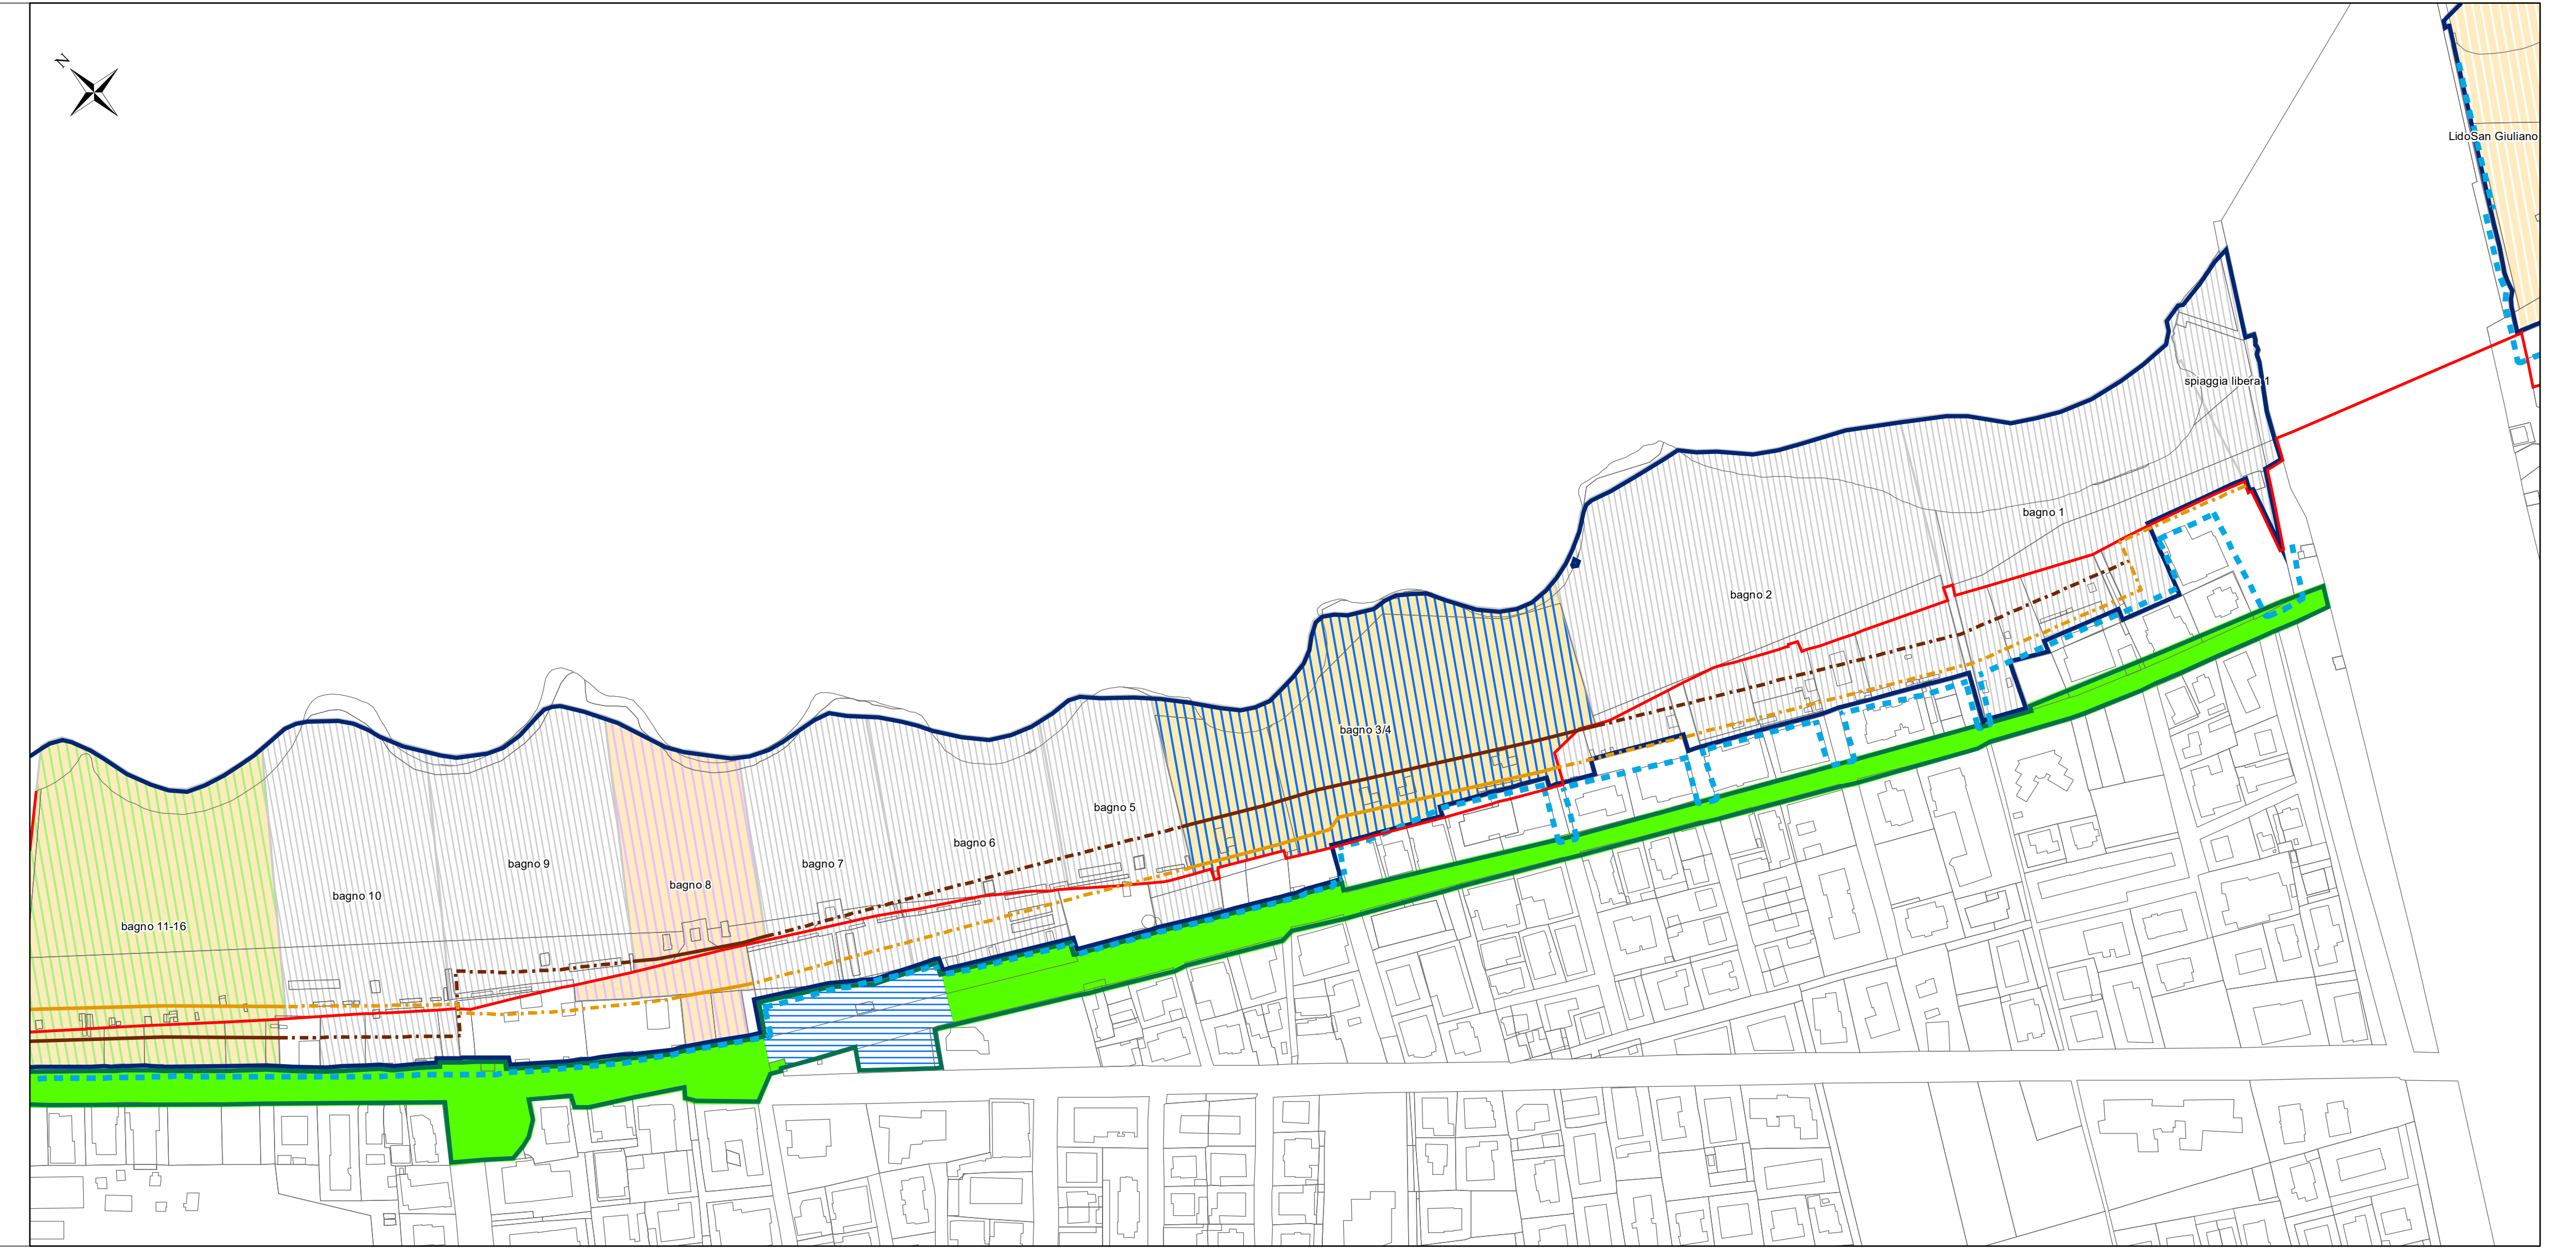 N
LidoSan Giuliano
spiaggia libera 1
bagno 1
bagno 2
bagno 3/4
bagno 5
bagno 6
bagno 7
bagno 8
bagno 9
bagno 10
bagno 11-16